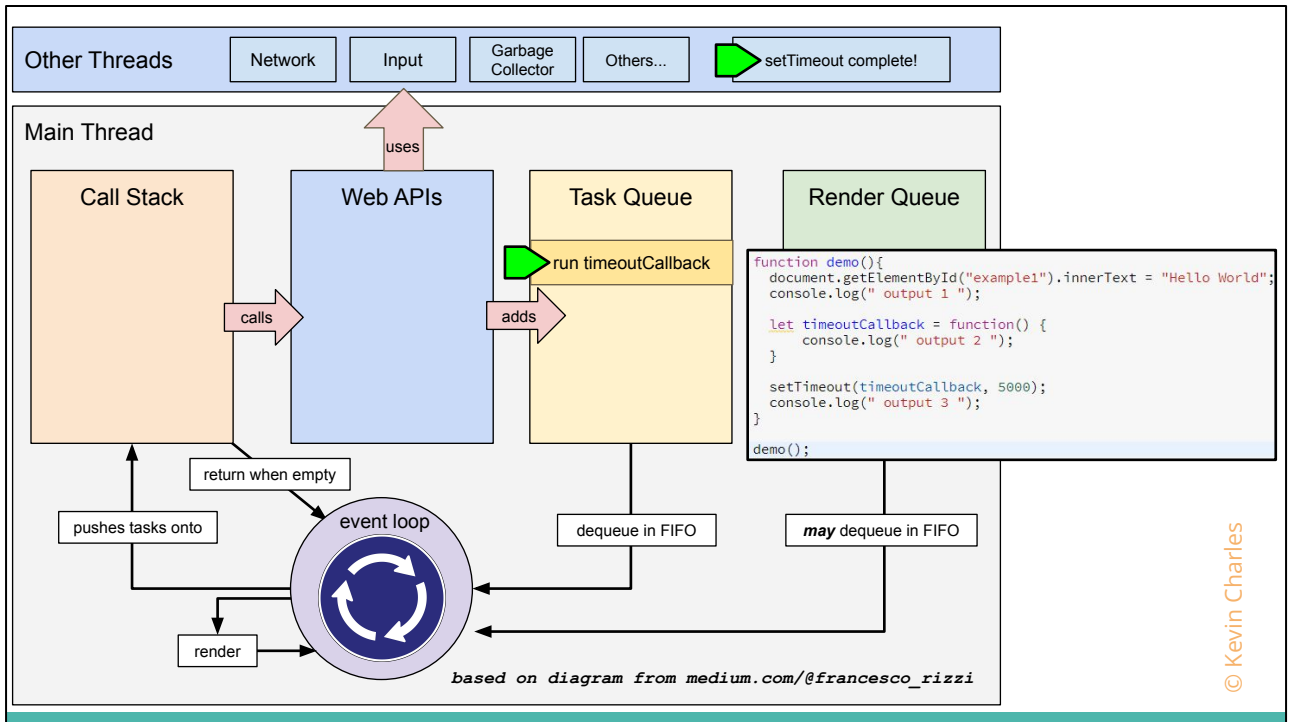 Other Threads
Network
Input
Garbage
Collector
Others...
setTimeout complete!
Main Thread
uses
Call Stack
Web APIs
Task Queue
Render Queue
run timeoutCallback
calls
adds
function demo(){
  document.getElementById("example1").innerText = "Hello World";
  console.log(" output 1 ");
  let timeoutCallback = function() {
      console.log(" output 2 ");
  }
  setTimeout(timeoutCallback, 5000);
  console.log(" output 3 ");
}
demo();
return when empty
pushes tasks onto
event loop
dequeue in FIFO
may dequeue in FIFO
render
based on diagram from medium.com/@francesco_rizzi
© Kevin Charles